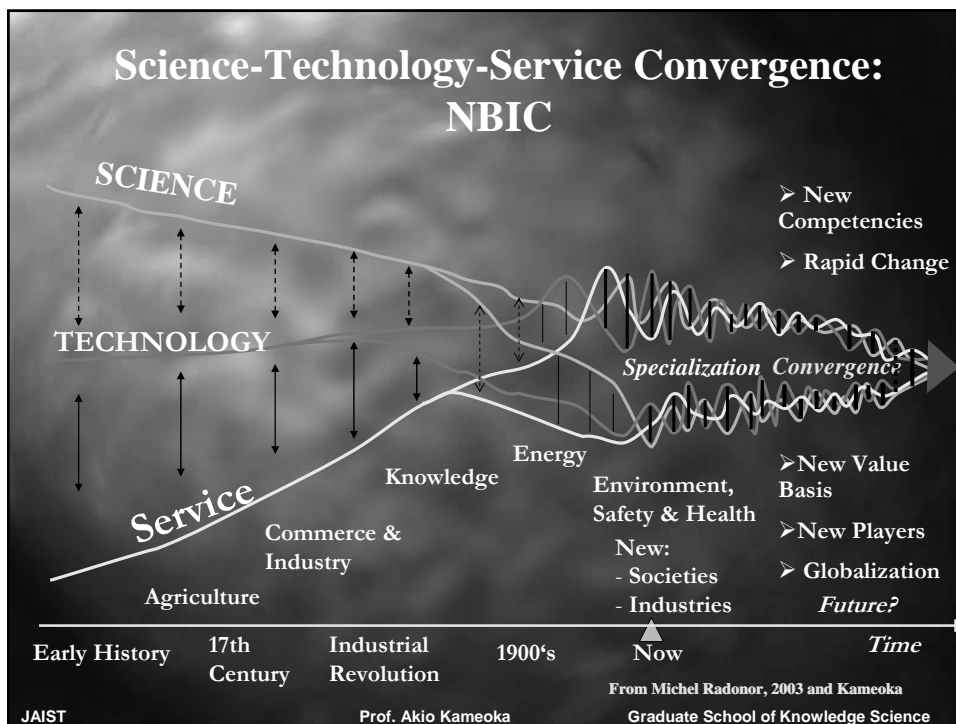 Science-Technology-Service Convergence:
NBIC
SCIENCE
➢ New
Competencies
➢ Rapid Change
TECHNOLOGY
Specialization Convergence
Service
Knowledge
Energy
Commerce &
Industry
Agriculture
Environment,
Safety & Health
New:
- Societies
- Industries
➢New Value
Basis
➢New Players
➢ Globalization
Future?
Early History
17th
Century
Industrial
Revolution
1900‘s
Now
Time
From Michel Radonor, 2003 and Kameoka
JAIST Prof. Akio Kameoka Graduate School of Knowledge Science